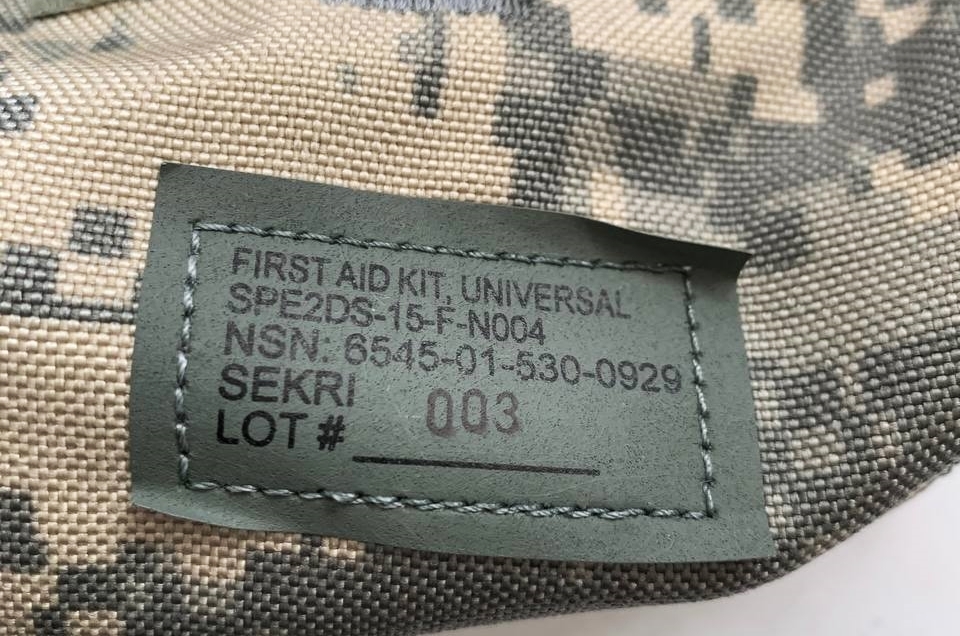 FIRST AID KIT, UNIVERSAL
SPE2DS-15-F-N004
NSN: 6545-01-530-0929
SEKRI
LOT # 003